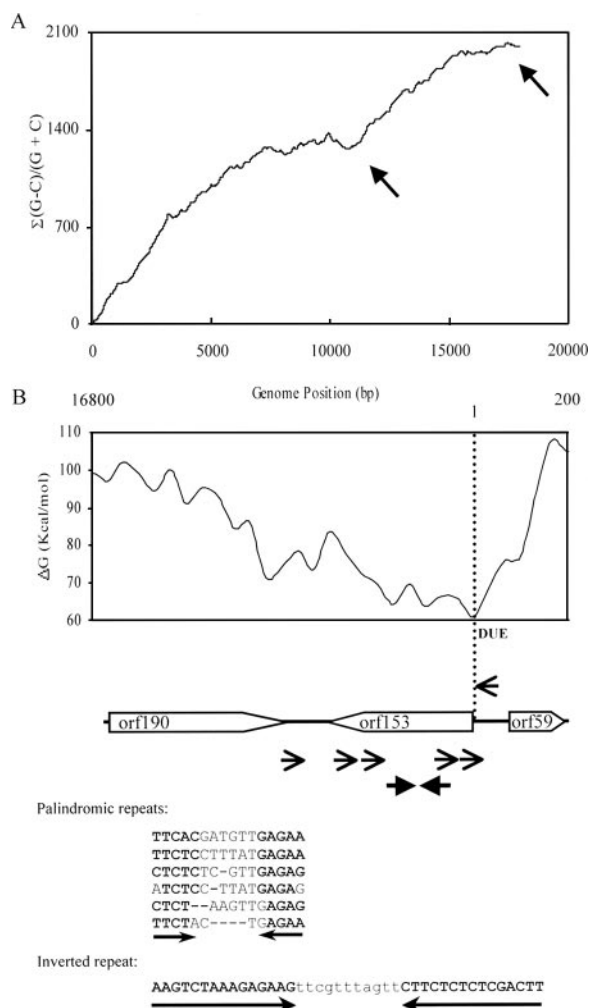 A
2100
1400
700
0
Σ(G-C)/(G + C)
0 5000 10000 15000 20000
Genome Position (bp)
B
16800 1 200
110
100
90
80
70
60
ΔG (Kcal/mol)
DUE
orf190 orf153 orf59
Palindromic repeats:
TTCACGATGTTGAGAA
TTCTCCTTTATGAGAA
CTCTCTC-GTTGAGAG
ATCTCC-TTATGAGAG
CTCT--AAGTTGAGAG
TTCTAC----TGAGAA
Inverted repeat:
AAGTCTAAAGAGAAGttcgtttagttCTTCTCTCTCGACTT